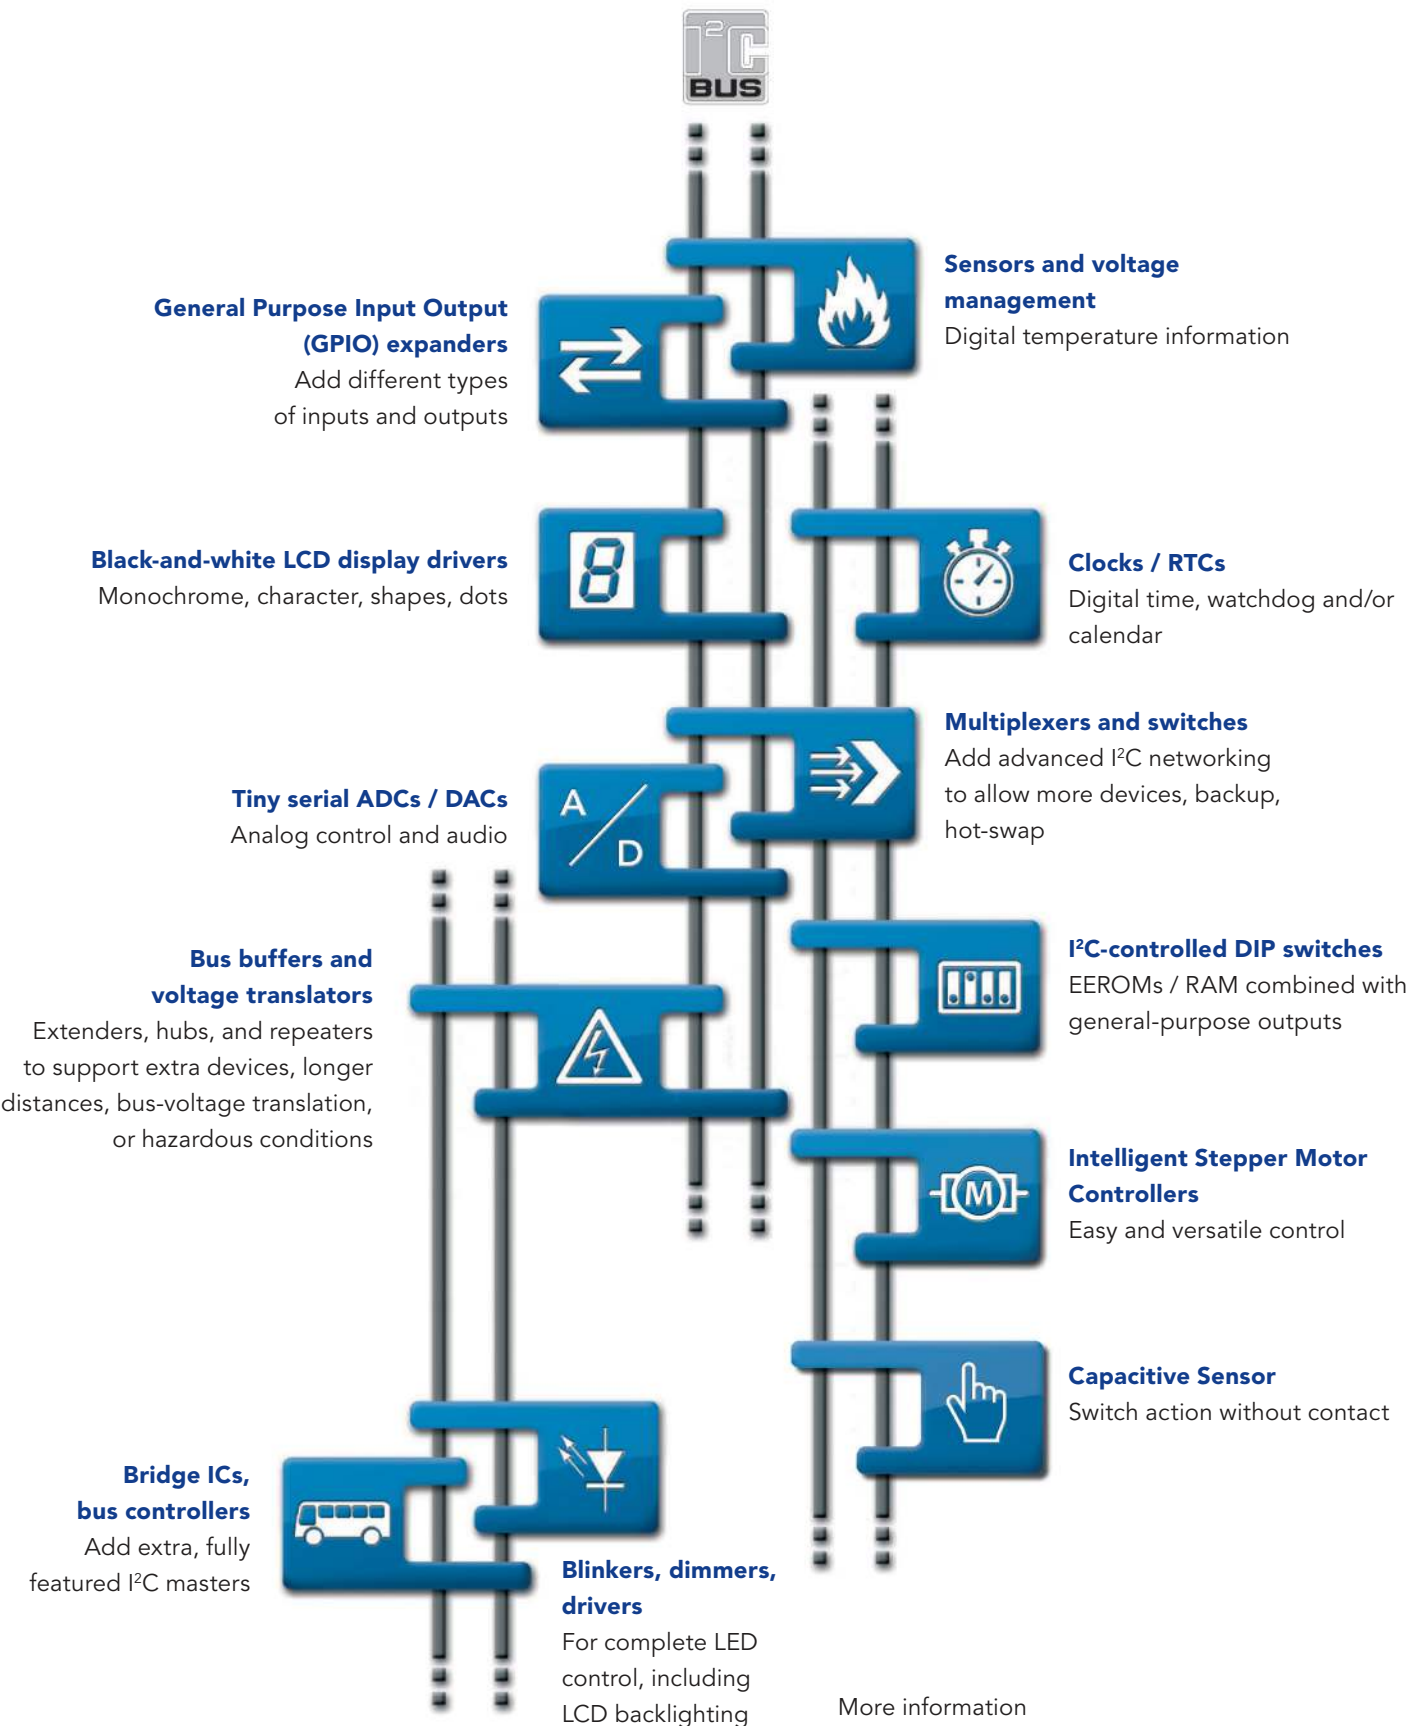 I²C
BUS
Sensors and voltage
management
Digital temperature information
General Purpose Input Output
(GPIO) expanders
Add different types
of inputs and outputs
8
Black-and-white LCD display drivers
Monochrome, character, shapes, dots
Clocks / RTCs
Digital time, watchdog and/or
calendar
Multiplexers and switches
Add advanced I²C networking
to allow more devices, backup,
hot-swap
Tiny serial ADCs / DACs
Analog control and audio
A
D
Bus buffers and
voltage translators
Extenders, hubs, and repeaters
to support extra devices, longer
distances, bus-voltage translation,
or hazardous conditions
I²C-controlled DIP switches
EEROMs / RAM combined with
general-purpose outputs
Intelligent Stepper Motor
Controllers
Easy and versatile control
M
Capacitive Sensor
Switch action without contact
Bridge ICs,
bus controllers
Add extra, fully
featured I²C masters
Blinkers, dimmers,
drivers
For complete LED
control, including
LCD backlighting
More information